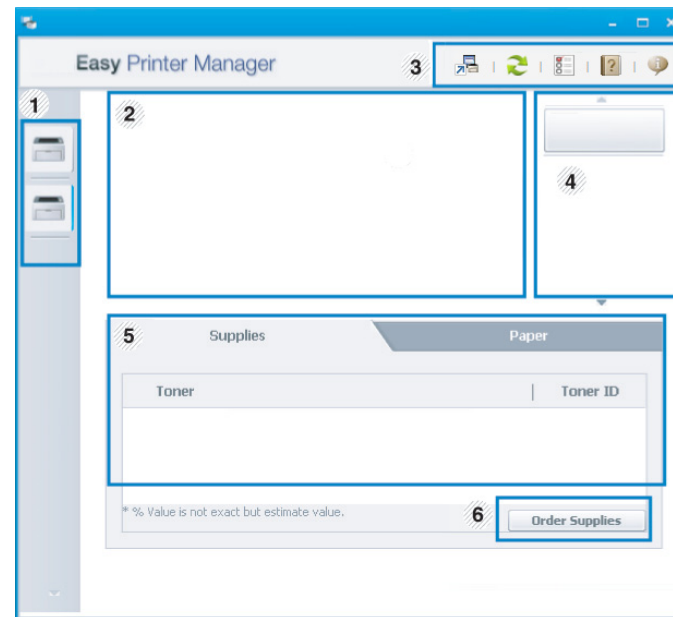 Easy Printer Manager
3
1
2
4
5 Supplies Paper
Toner Toner ID
* % Value is not exact but estimate value.
6 Order Supplies